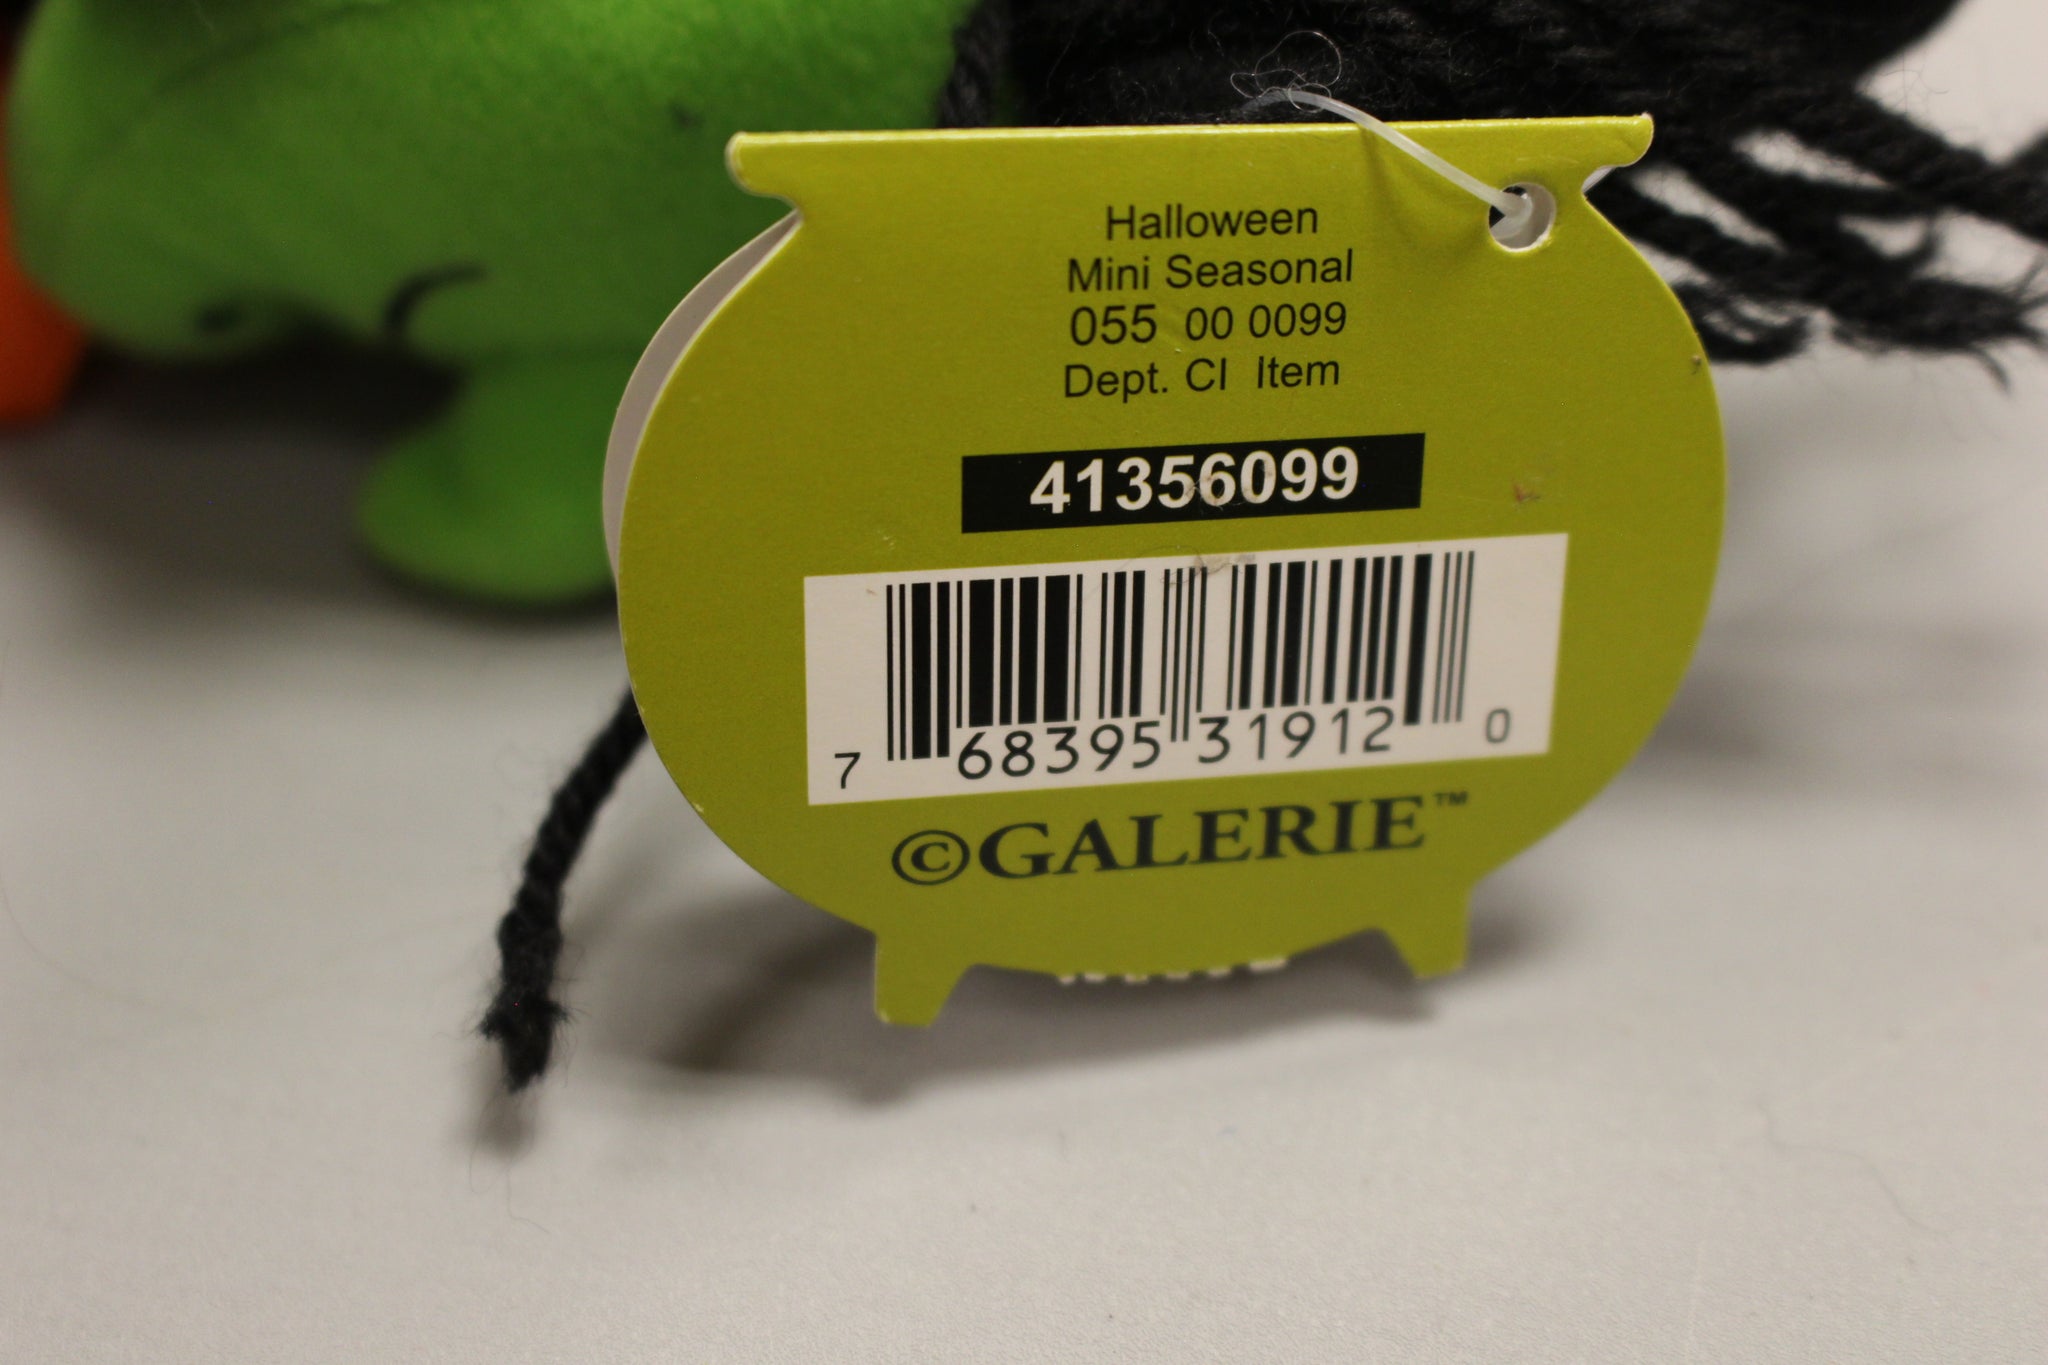 Halloween
Mini Seasonal
055 00 0099
Dept. CI Item
41356099
7 68395 31912 0
©GALERIE™